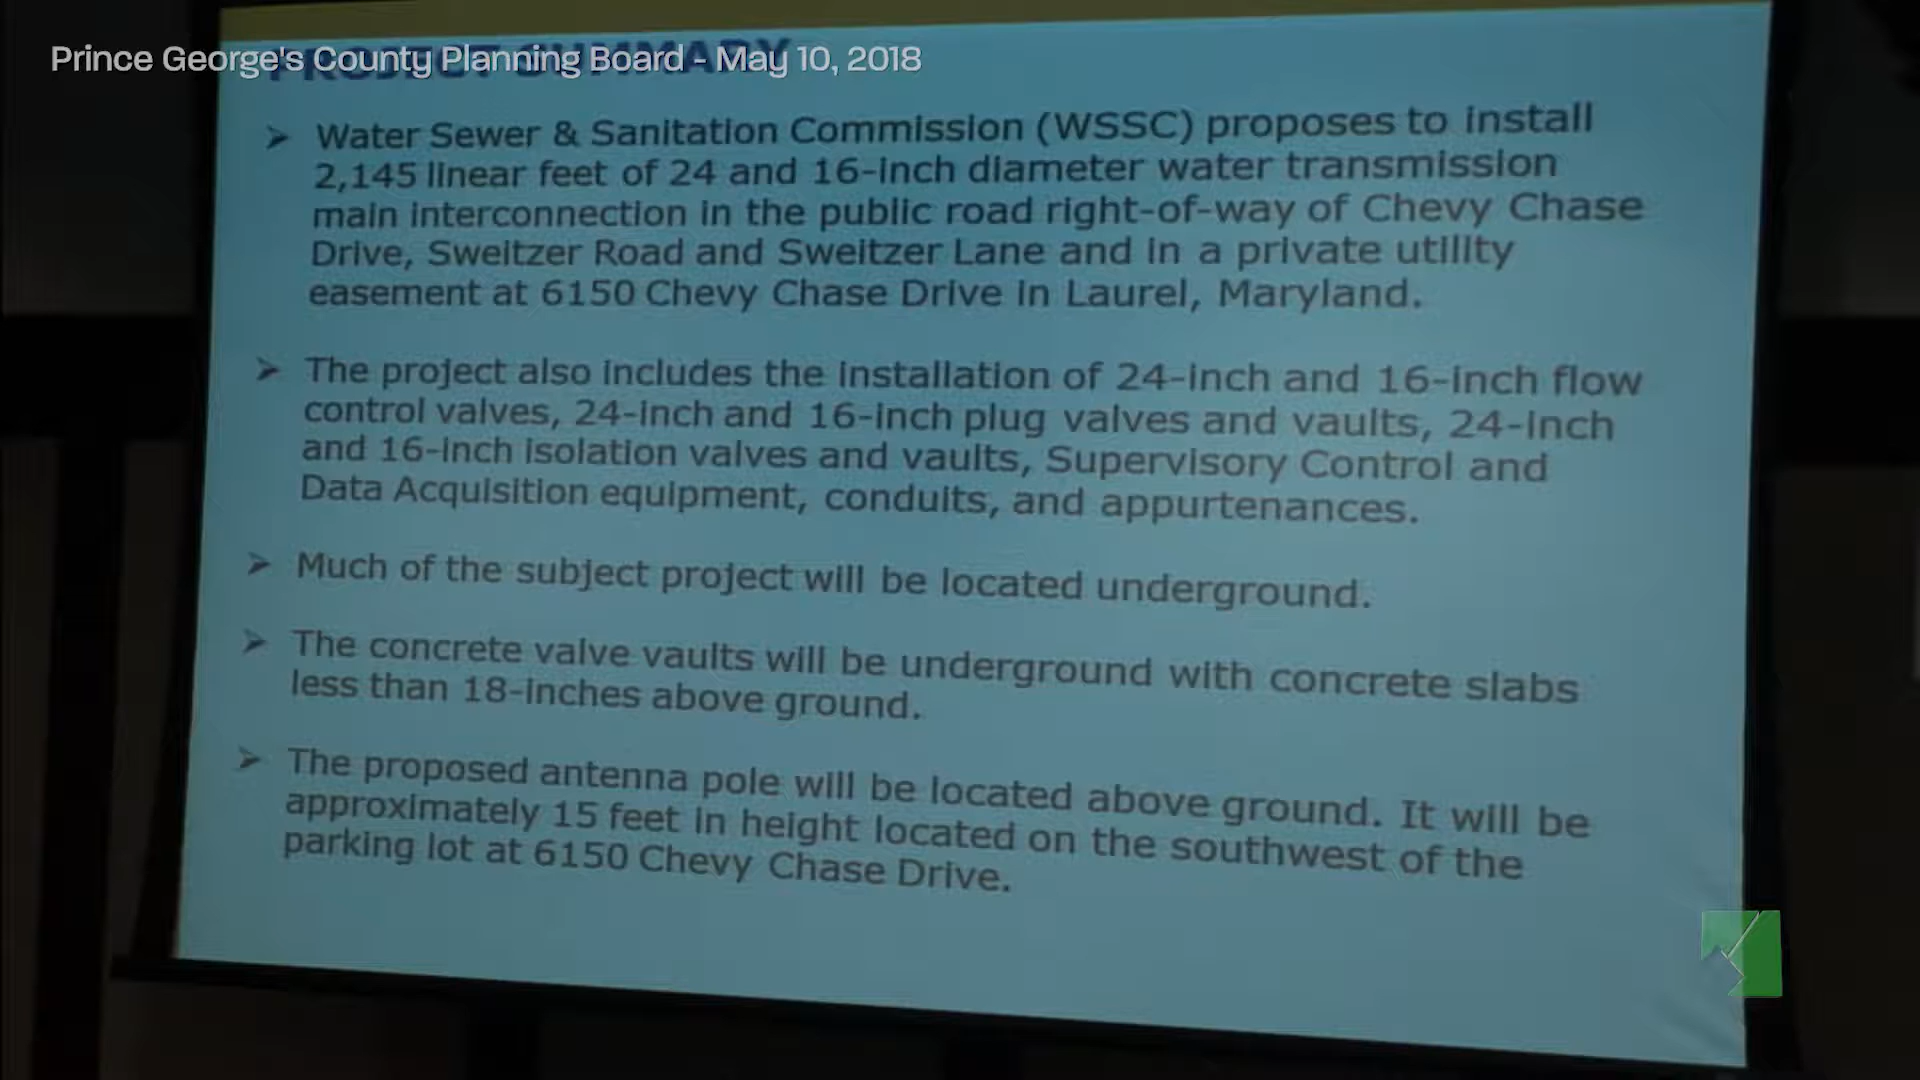 Prince George's County Planning Board - May 10, 2018
PROJECT SUMMARY
➢ Water Sewer & Sanitation Commission (WSSC) proposes to install
2,145 linear feet of 24 and 16-inch diameter water transmission
main interconnection in the public road right-of-way of Chevy Chase
Drive, Sweitzer Road and Sweitzer Lane and in a private utility
easement at 6150 Chevy Chase Drive in Laurel, Maryland.
➢ The project also includes the installation of 24-inch and 16-inch flow
control valves, 24-inch and 16-inch plug valves and vaults, 24-inch
and 16-inch isolation valves and vaults, Supervisory Control and
Data Acquisition equipment, conduits, and appurtenances.
➢ Much of the subject project will be located underground.
➢ The concrete valve vaults will be underground with concrete slabs
less than 18-inches above ground.
➢ The proposed antenna pole will be located above ground. It will be
approximately 15 feet in height located on the southwest of the
parking lot at 6150 Chevy Chase Drive.